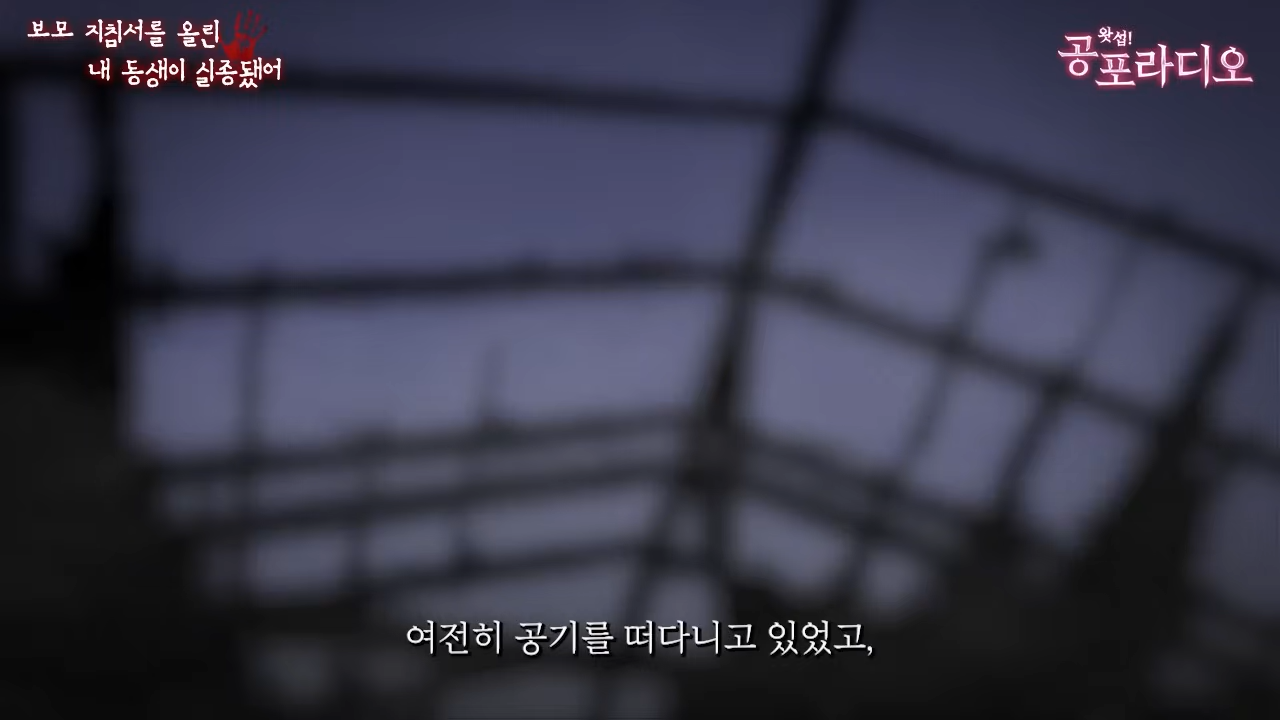 보모 지침서를 올린
내 동생이 실종됐어
왓섭!
공포라디오
여전히 공기를 떠다니고 있었고,